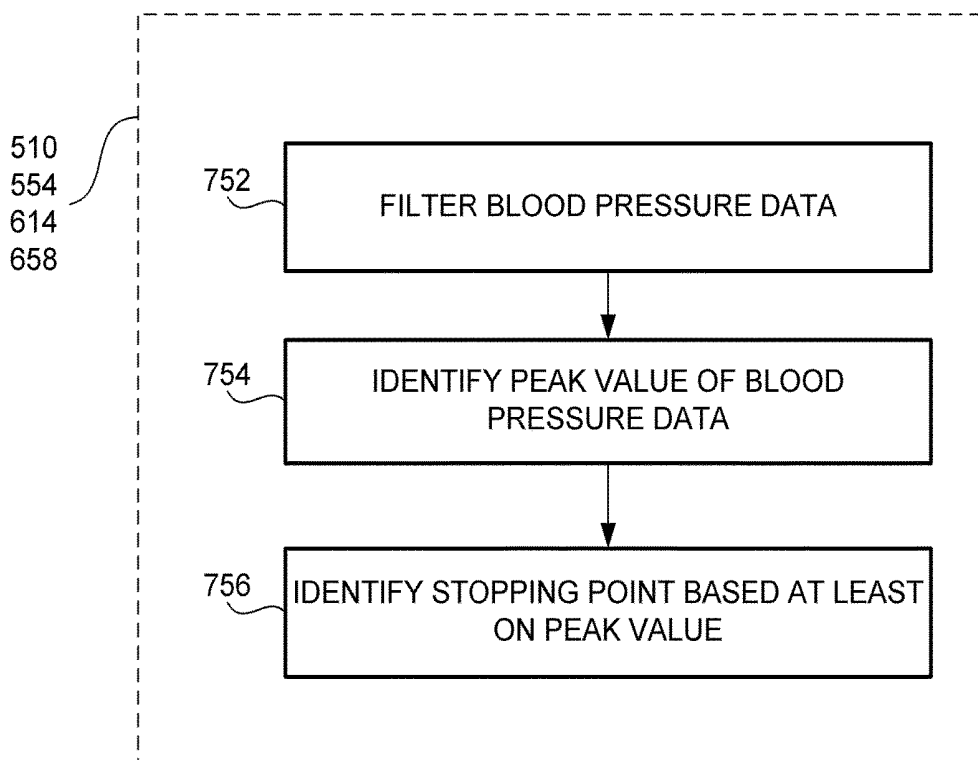 510
554
614
658
752
FILTER BLOOD PRESSURE DATA
754
IDENTIFY PEAK VALUE OF BLOOD
PRESSURE DATA
756
IDENTIFY STOPPING POINT BASED AT LEAST
ON PEAK VALUE